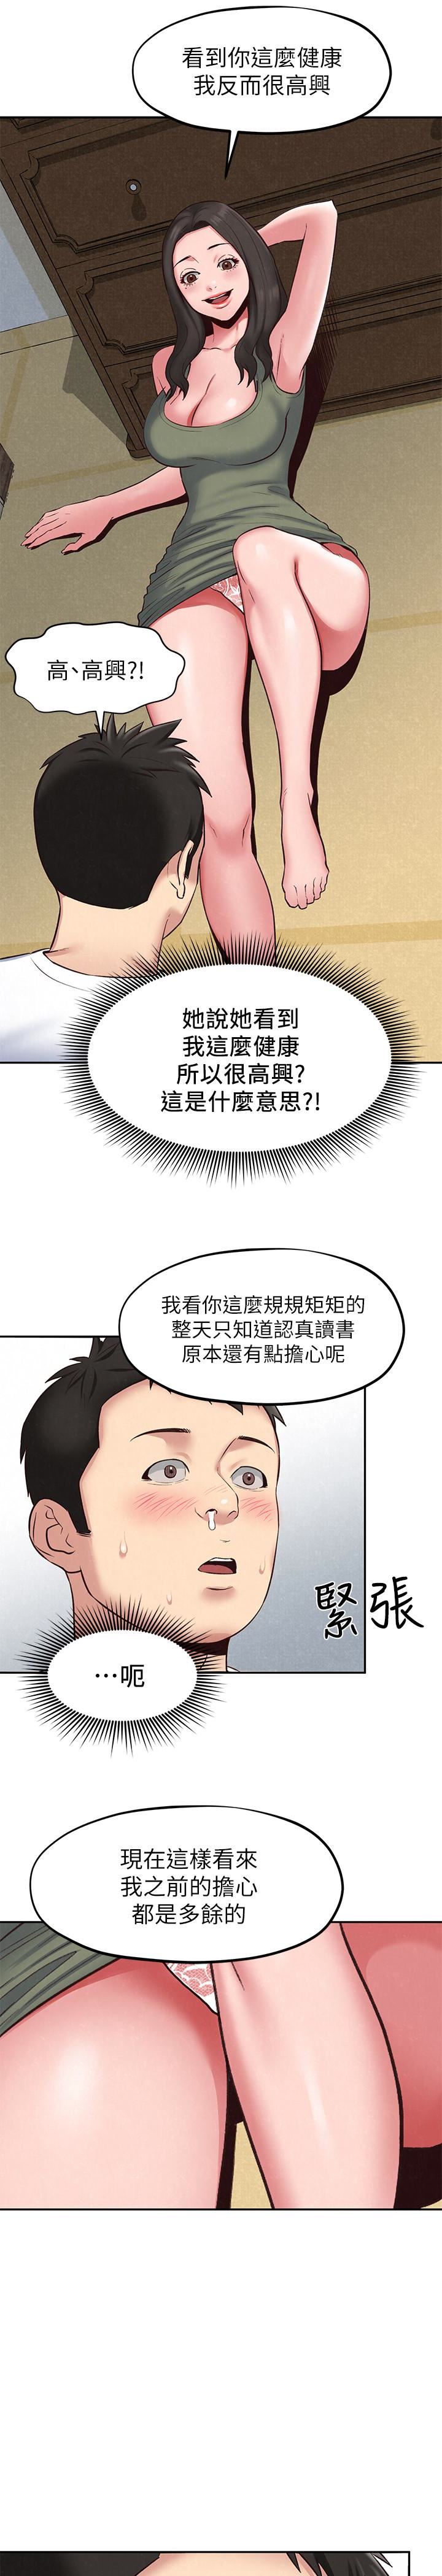 看到你這麼健康
我反而很高興
高、高興?!
她說她看到
我這麼健康
所以很高興?
這是什麼意思?!
我看你這麼規規矩矩的
整天只知道認真讀書
原本還有點擔心呢
緊張
…呃
現在這樣看來
我之前的擔心
都是多餘的